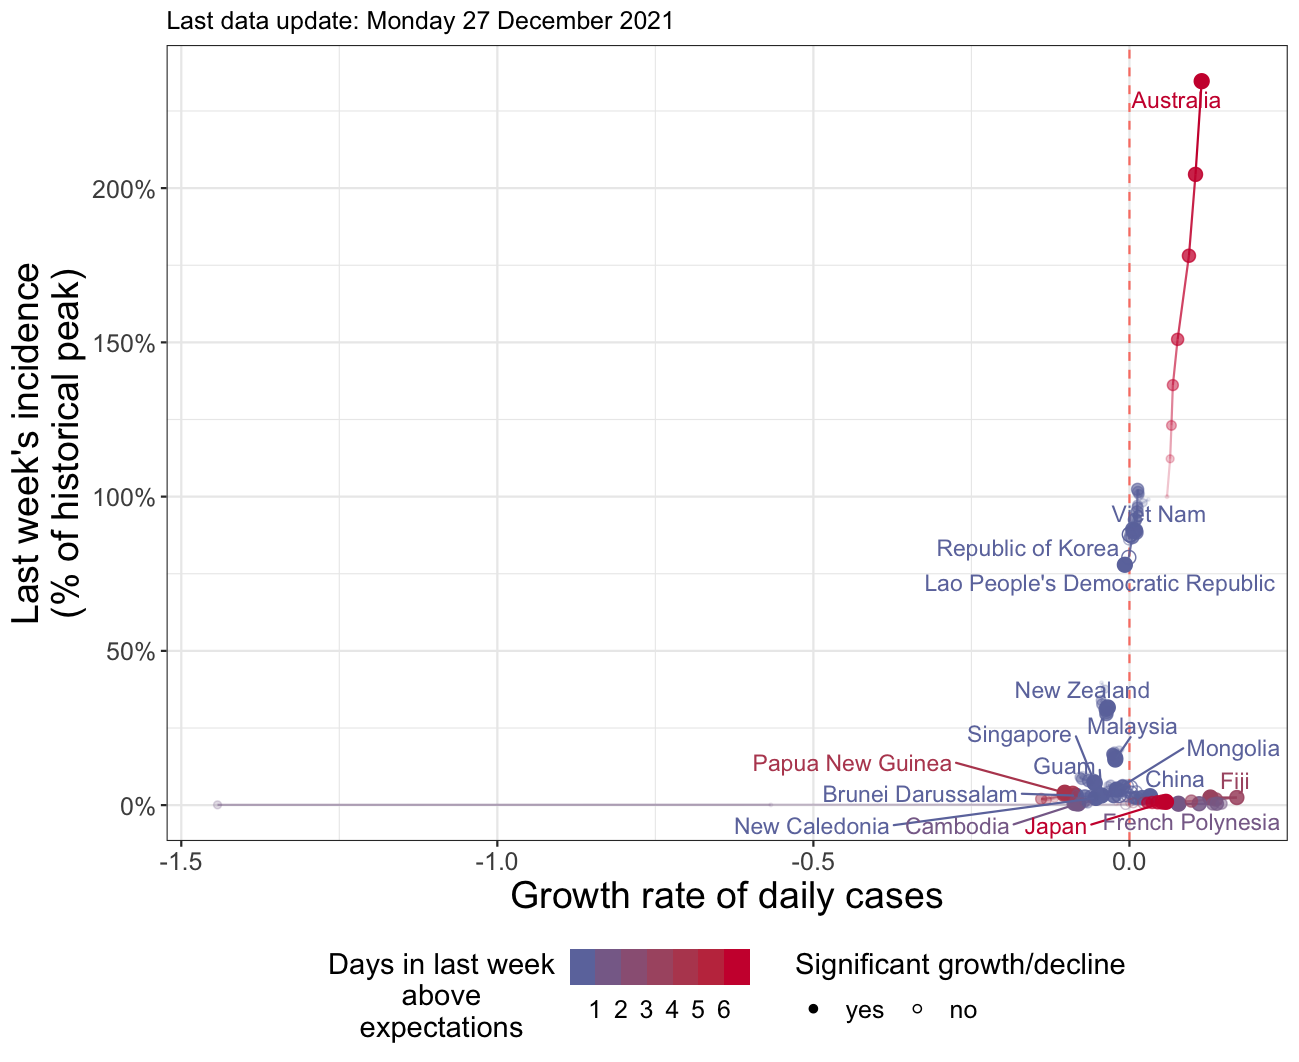 Last data update: Monday 27 December 2021
Last week's incidence
(% of historical peak)
200%
150%
100%
50%
0%
Australia
Viet Nam
Republic of Korea
Lao People's Democratic Republic
New Zealand
Malaysia
Singapore
Mongolia
Papua New Guinea
Guam
China
Fiji
Brunei Darussalam
New Caledonia
Cambodia
Japan
French Polynesia
-1.5
-1.0
-0.5
0.0
Growth rate of daily cases
Days in last week
above
expectations
1 2 3 4 5 6
Significant growth/decline
yes
no